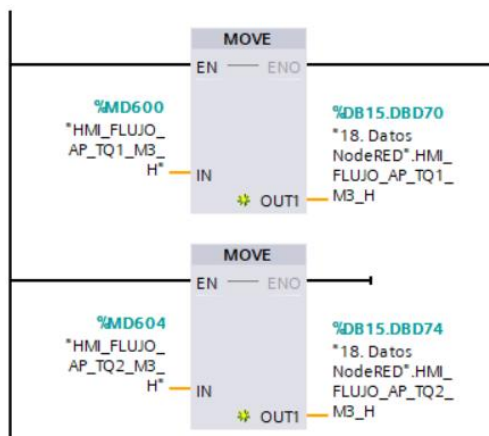 MOVE
EN ENO
%MD600
"HMI_FLUJO_
AP_TQ1_M3_
H"
IN
%DB15.DBD70
"18. Datos
NodeRED".HMI_
FLUJO_AP_TQ1_
M3_H
OUT1
MOVE
EN ENO
%MD604
"HMI_FLUJO_
AP_TQ2_M3_
H"
IN
%DB15.DBD74
"18. Datos
NodeRED".HMI_
FLUJO_AP_TQ2_
M3_H
OUT1